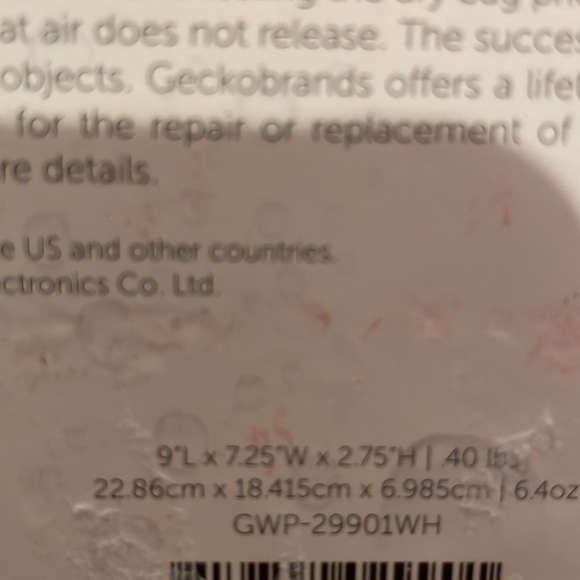 at air does not release. The succes
objects. Geckobrands offers a lifet
for the repair or replacement of
re details.
e US and other countries.
ctronics Co. Ltd.
9"L x 7.25"W x 2.75"H | .40 lbs
22.86cm x 18.415cm x 6.985cm | 6.4oz
GWP-29901WH